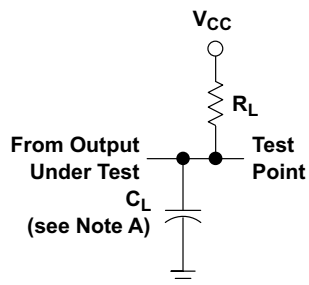 VCC
RL
From Output
Under Test
Test
Point
CL
(see Note A)